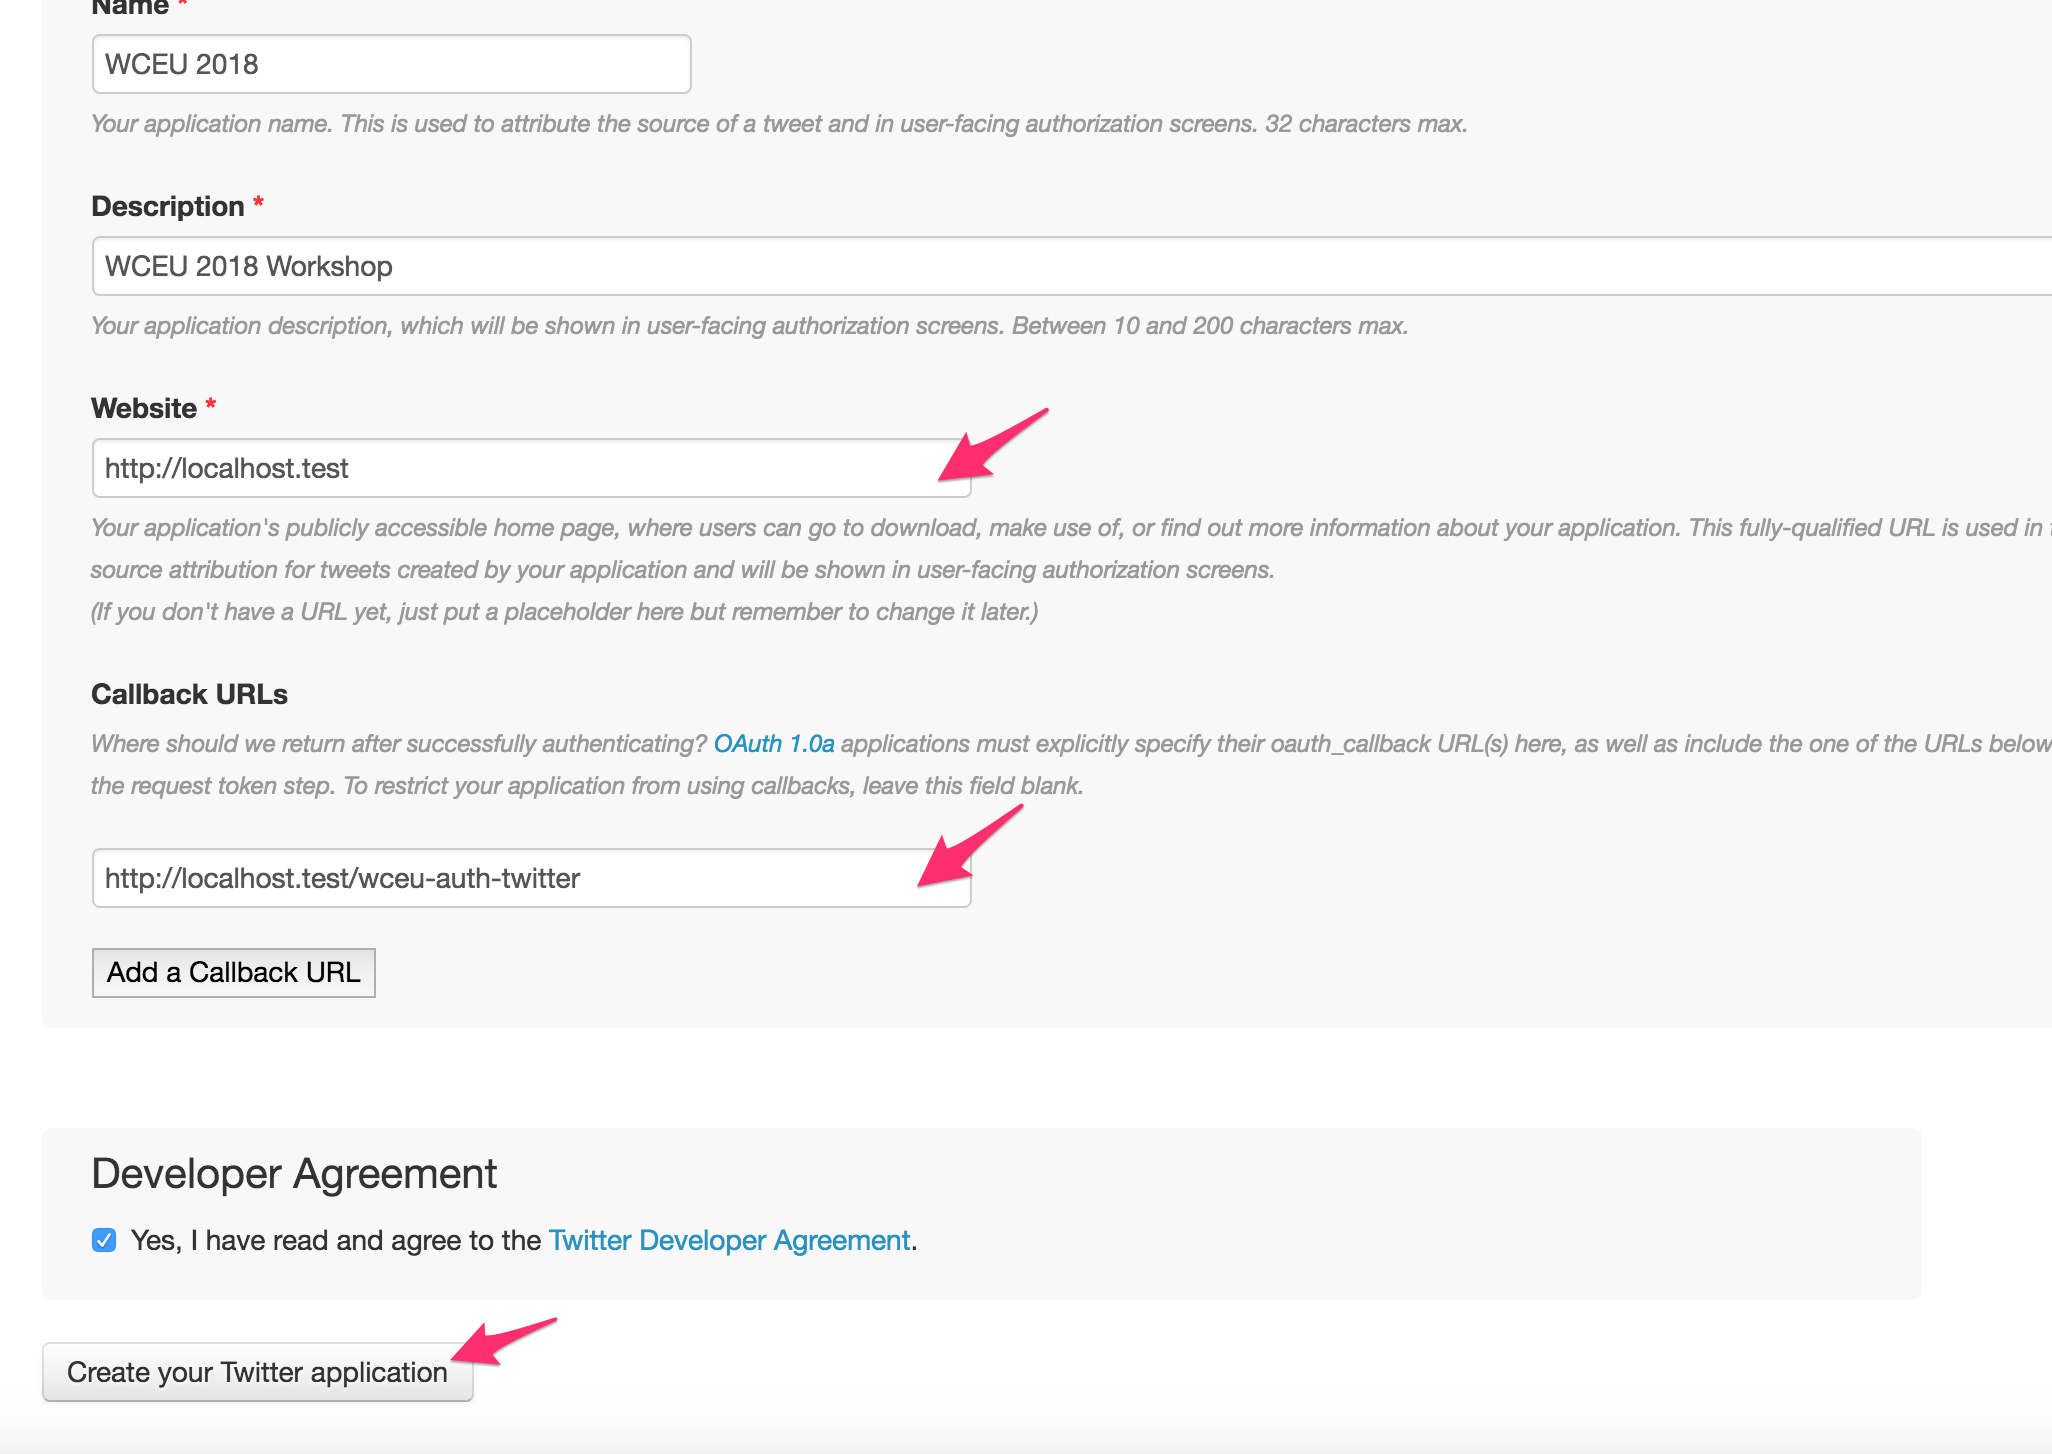 Name *
WCEU 2018
Your application name. This is used to attribute the source of a tweet and in user-facing authorization screens. 32 characters max.
Description *
WCEU 2018 Workshop
Your application description, which will be shown in user-facing authorization screens. Between 10 and 200 characters max.
Website *
http://localhost.test
Your application's publicly accessible home page, where users can go to download, make use of, or find out more information about your application. This fully-qualified URL is used in
source attribution for tweets created by your application and will be shown in user-facing authorization screens.
(If you don't have a URL yet, just put a placeholder here but remember to change it later.)
Callback URLs
Where should we return after successfully authenticating? OAuth 1.0a applications must explicitly specify their oauth_callback URL(s) here, as well as include the one of the URLs below
the request token step. To restrict your application from using callbacks, leave this field blank.
http://localhost.test/wceu-auth-twitter
Add a Callback URL
Developer Agreement
Yes, I have read and agree to the Twitter Developer Agreement.
Create your Twitter application